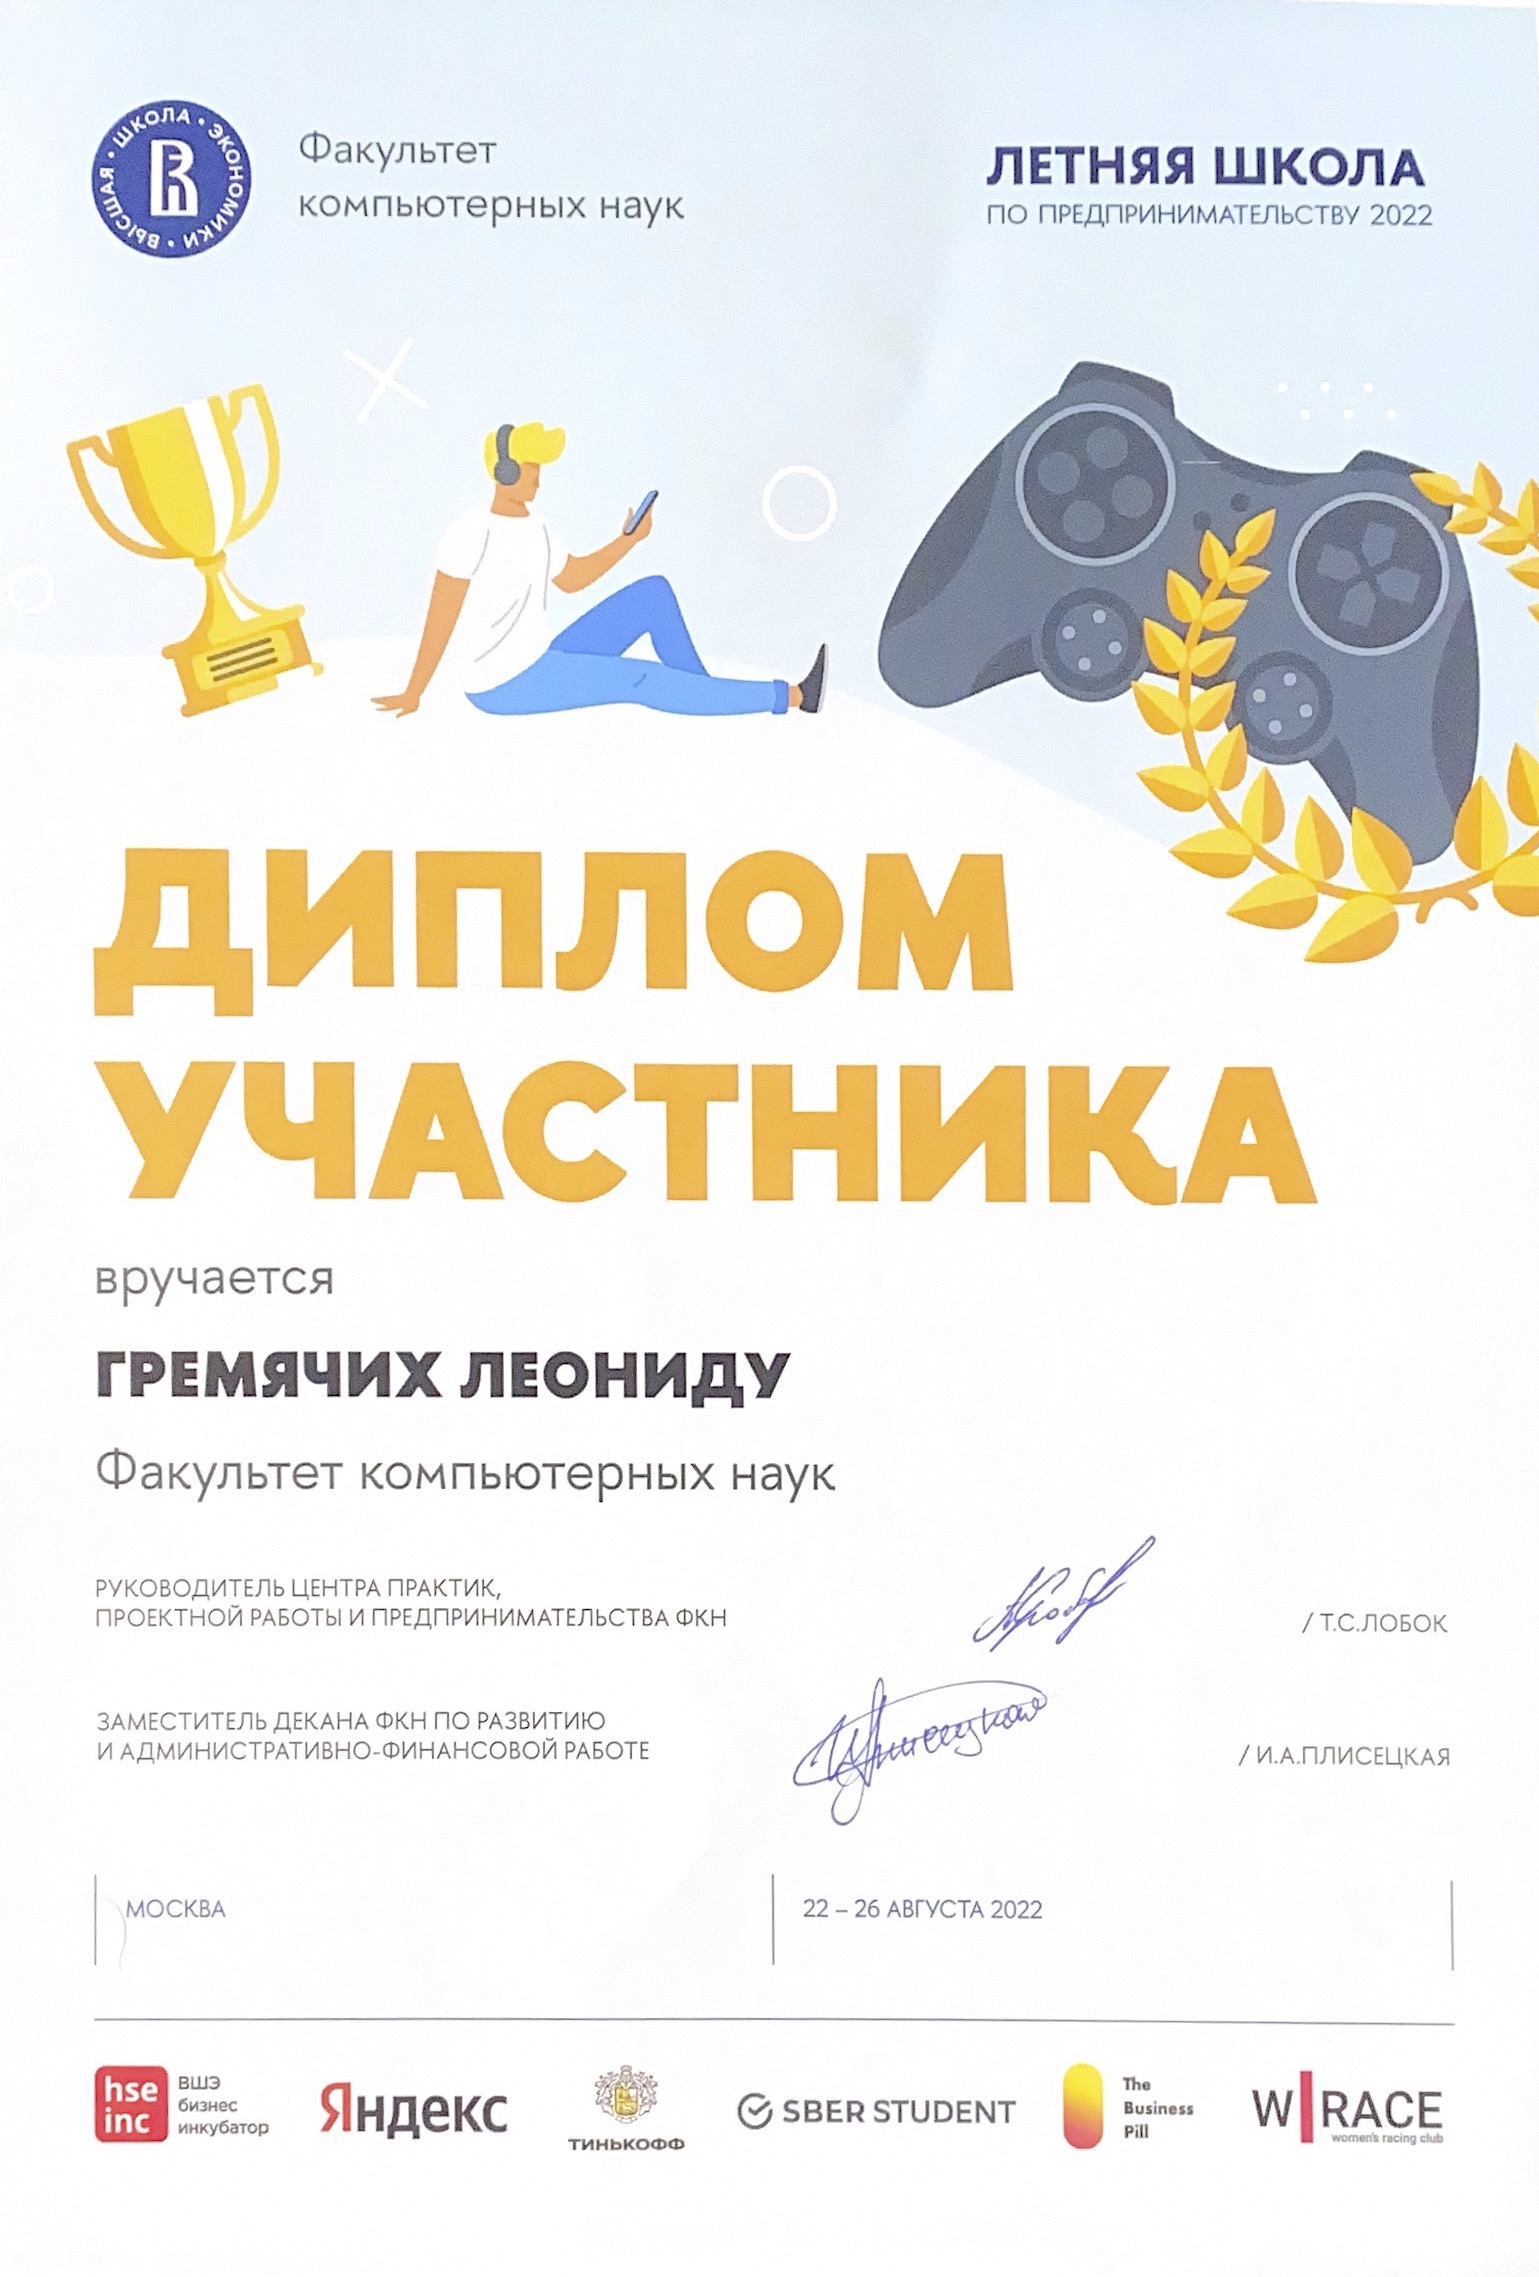 ВЫСШАЯ • ШКОЛА • ЭКОНОМИКИ •
Факультет
компьютерных наук
ЛЕТНЯЯ ШКОЛА
ПО ПРЕДПРИНИМАТЕЛЬСТВУ 2022
ДИПЛОМ
УЧАСТНИКА
вручается
ГРЕМЯЧИХ ЛЕОНИДУ
Факультет компьютерных наук
РУКОВОДИТЕЛЬ ЦЕНТРА ПРАКТИК,
ПРОЕКТНОЙ РАБОТЫ И ПРЕДПРИНИМАТЕЛЬСТВА ФКН
/ Т.С.ЛОБОК
ЗАМЕСТИТЕЛЬ ДЕКАНА ФКН ПО РАЗВИТИЮ
И АДМИНИСТРАТИВНО-ФИНАНСОВОЙ РАБОТЕ
/ И.А.ПЛИСЕЦКАЯ
МОСКВА
22 – 26 АВГУСТА 2022
hse
inc
ВШЭ
бизнес
инкубатор
Яндекс
ТИНЬКОФФ
SBER STUDENT
The
Business
Pill
W|RACE
women's racing club